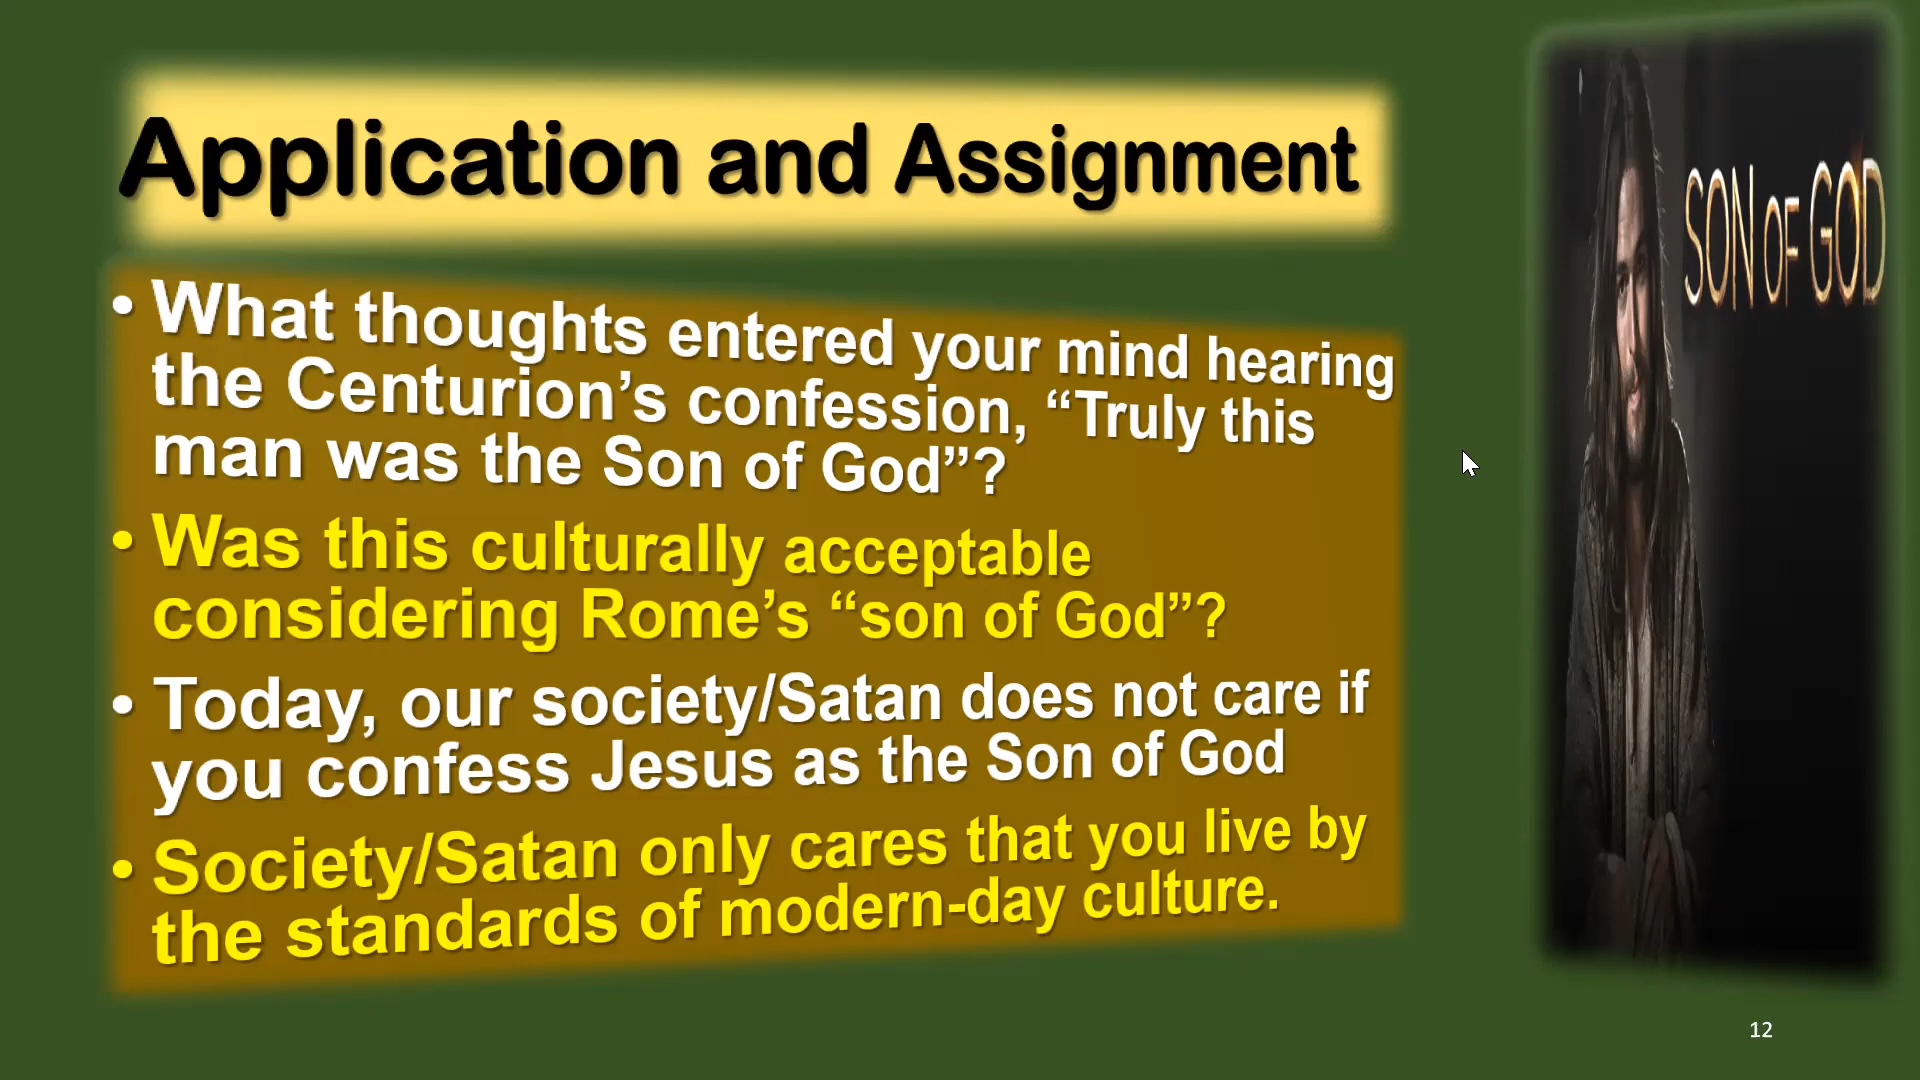 Application and Assignment
• What thoughts entered your mind hearing
the Centurion’s confession, “Truly this
man was the Son of God”?
• Was this culturally acceptable
considering Rome’s “son of God”?
• Today, our society/Satan does not care if
you confess Jesus as the Son of God
• Society/Satan only cares that you live by
the standards of modern-day culture.
SON OF GOD
12